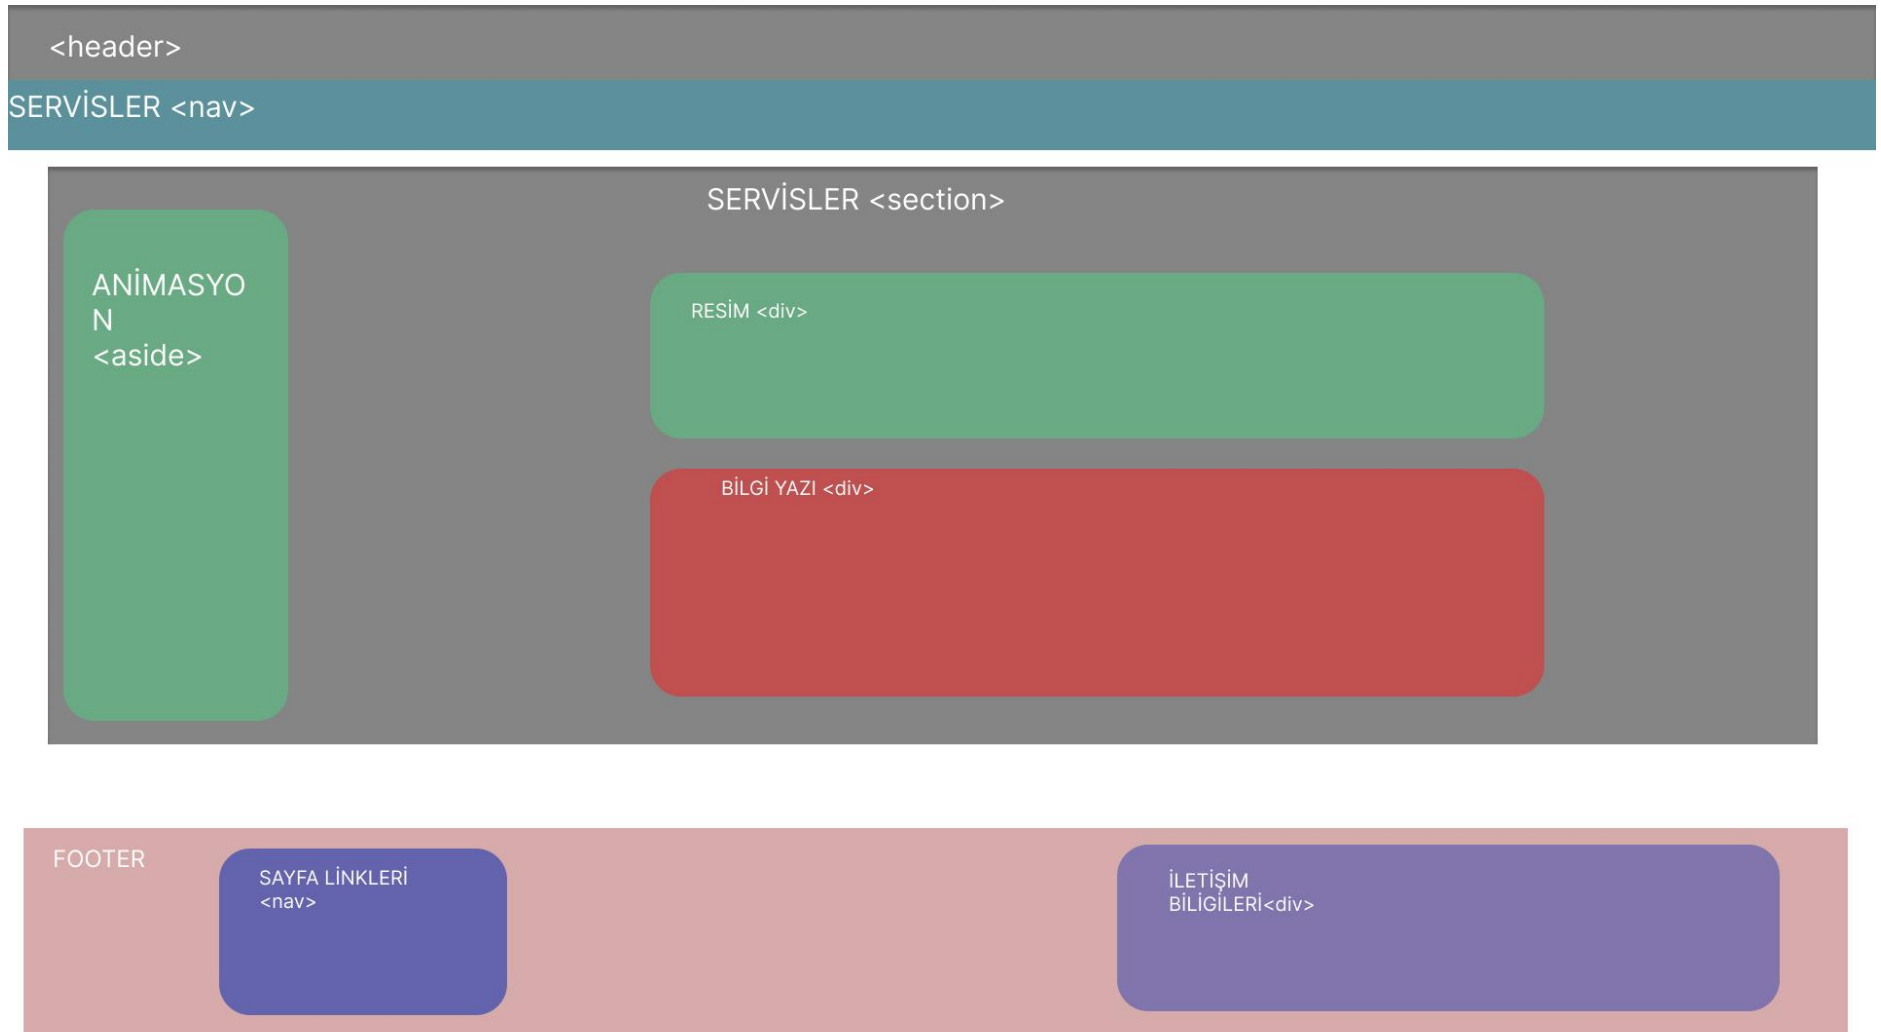 <header>
SERVİSLER <nav>
SERVİSLER <section>
ANİMASYO
N
<aside>
RESİM <div>
BİLGİ YAZI <div>
FOOTER
SAYFA LİNKLERİ
<nav>
İLETİŞİM
BİLİGİLERİ<div>